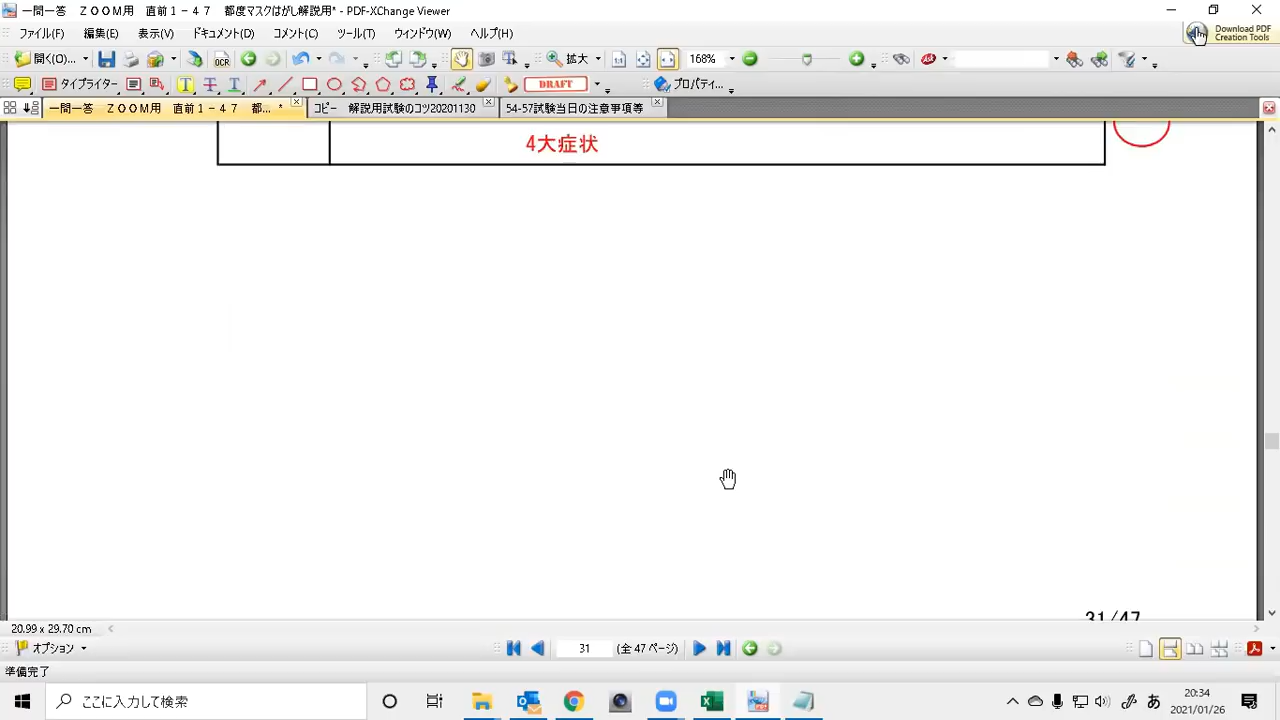 一問一答　ＺＯＯＭ用　直前１－４７　都度マスクはがし解説用* - PDF-XChange Viewer
ファイル(F) 編集(E) 表示(V) ドキュメント(D) コメント(C) ツール(T) ウィンドウ(W) ヘルプ(H)
Download PDF
Creation Tools
開く(O)... OCR 拡大 168%
タイプライター DRAFT プロパティ...
一問一答　ＺＯＯＭ用　直前１－４７　都... * コピー　解説用試験のコツ20201130 54-57試験当日の注意事項等
4大症状
31/47
20.99 x 29.70 cm
オプション 31 (全 47 ページ)
準備完了
ここに入力して検索 あ 20:34
2021/01/26